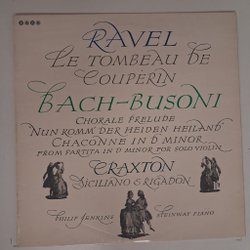 RAVEL
LE TOMBEAU DE
COUPERIN
BACH-BUSONI
CHORALE PRELUDE
NUN KOMM DER HEIDEN HEILAND
CHACONNE IN D MINOR
FROM PARTITA IN D MINOR FOR SOLO VIOLIN
CRAXTON
SICILIANO & RIGADON
PHILIP JENKINS STEINWAY PIANO